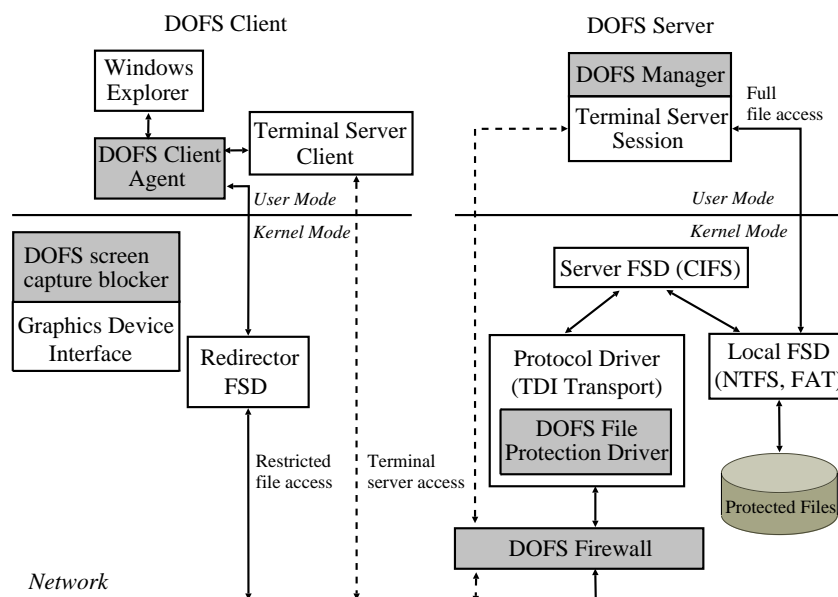 DOFS Client
Windows
Explorer
DOFS Client
Agent
Terminal Server
Client
User Mode
Kernel Mode
DOFS screen
capture blocker
Graphics Device
Interface
Redirector
FSD
Restricted
file access
Terminal
server access
Network
DOFS Server
DOFS Manager
Terminal Server
Session
Full
file access
User Mode
Kernel Mode
Server FSD (CIFS)
Protocol Driver
(TDI Transport)
DOFS File
Protection Driver
Local FSD
(NTFS, FAT)
Protected Files
DOFS Firewall